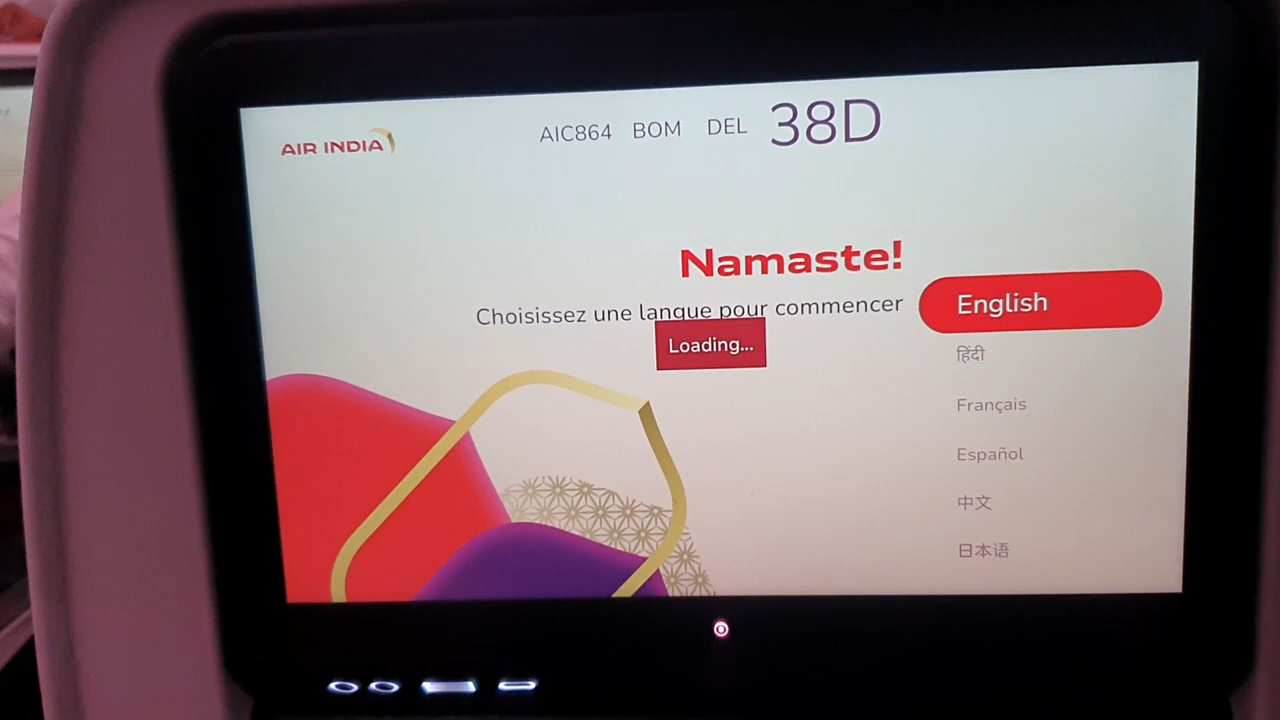 AIR INDIA
AIC864 BOM DEL 38D
Namaste!
Choisissez une langue pour commencer
Loading...
English
हिंदी
Français
Español
中文
日本语